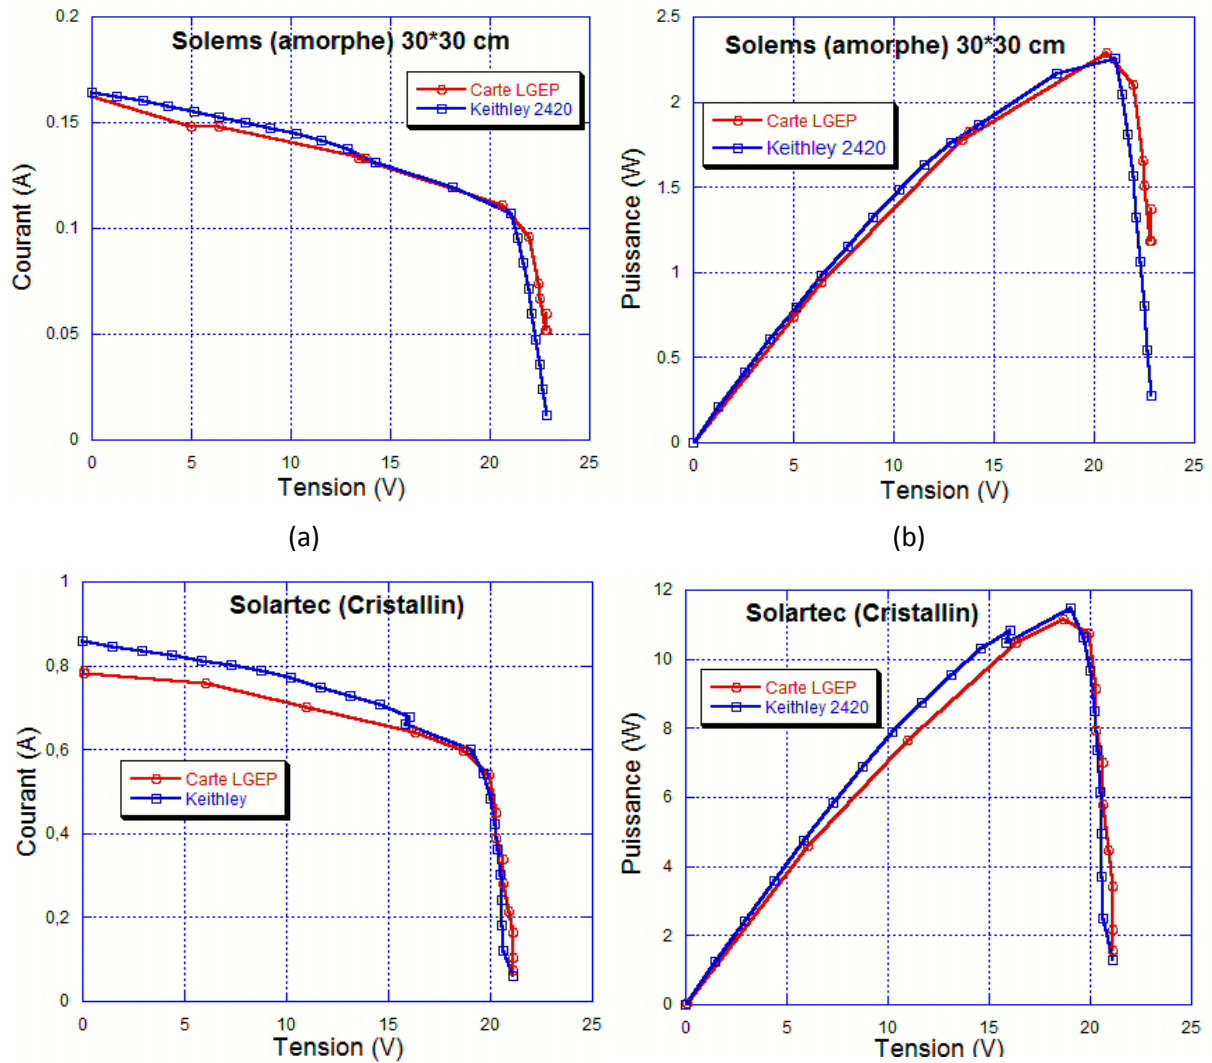 0.2
Solems (amorphe) 30*30 cm
Carte LGEP
Keithley 2420
0.15
Courant (A)
0.1
0.05
0
0 5 10 15 20 25
Tension (V)
(a)
2.5
Solems (amorphe) 30*30 cm
Carte LGEP
Keithley 2420
2
Puissance (W)
1.5
1
0.5
0
0 5 10 15 20 25
Tension (V)
(b)
1
Solartec (Cristallin)
0.8
Courant (A)
0.6
Carte LGEP
Keithley
0.4
0.2
0
0 5 10 15 20 25
Tension (V)
12
Solartec (Cristallin)
10
Carte LGEP
Keithley 2420
Puissance (W)
8
6
4
2
0
0 5 10 15 20 25
Tension (V)